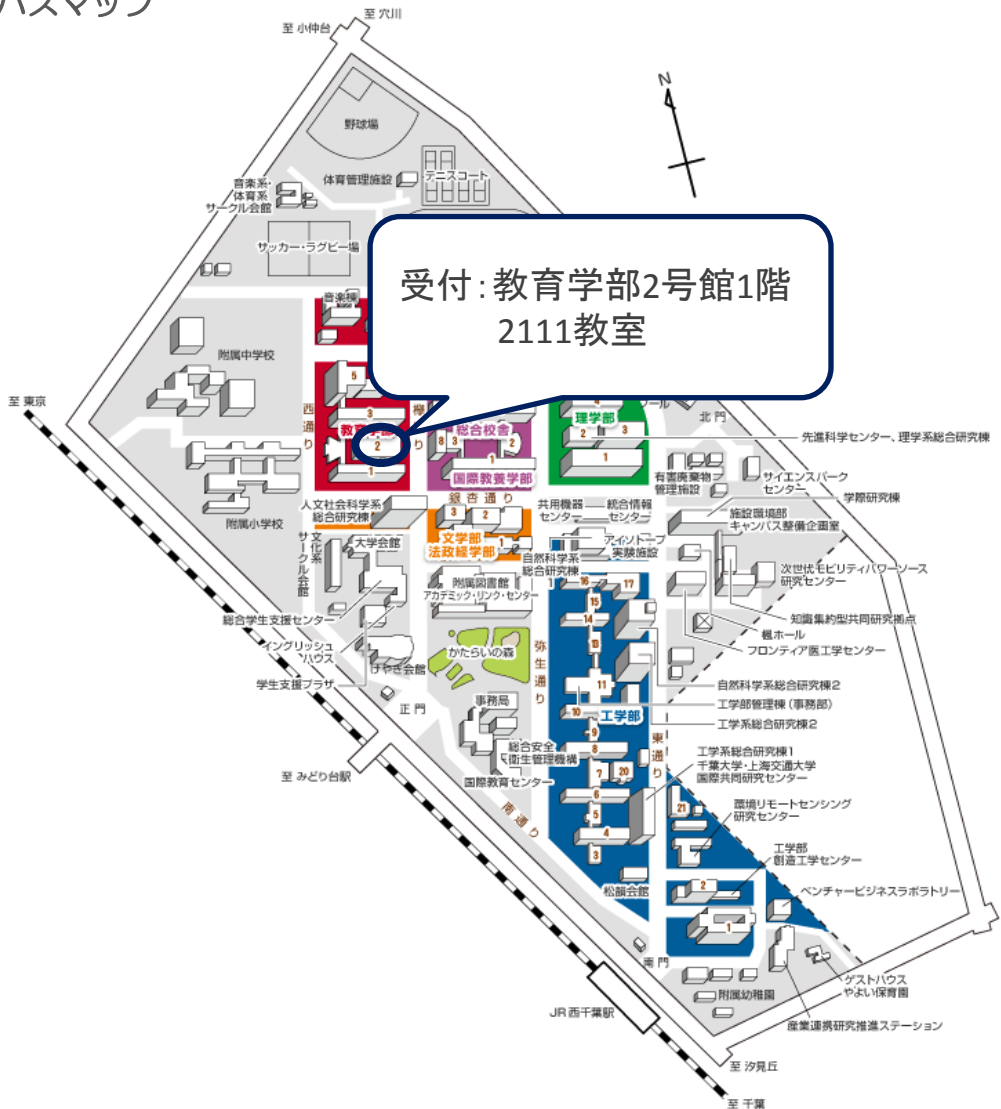 パスマップ
至 穴川
至 小仲台
N
野球場
体育管理施設
テニスコート
音楽系・
体育系
サークル会館
サッカー・ラグビー場
受付：教育学部2号館1階
2111教室
音楽棟
附属中学校
至 東京
5
3
西通り
教育学部
2
1
8
3
総合校舎
2
1
国際教養学部
4
理学部
2
3
1
北門
先進科学センター、理学系総合研究棟
附属小学校
人文社会科学系
総合研究棟
銀杏通り
3
2
1
文学部
法政経学部
共用機器
センター
統合情報
センター
アイソトープ
実験施設
自然科学系
総合研究棟1
有害廃棄物
管理施設
サイエンスパーク
センター
学際研究棟
施設環境部
キャンパス整備企画室
次世代モビリティパワーソース
研究センター
知識集約型共同研究拠点
楓ホール
フロンティア医工学センター
文化系
サークル会館
大学会館
附属図書館
アカデミック・リンク・センター
総合学生支援センター
イングリッシュ
ハウス
けやき会館
学生支援プラザ
かたらいの森
弥生通り
16
17
15
14
13
11
10
工学部
9
8
7
20
6
5
4
3
自然科学系総合研究棟2
工学部管理棟（事務部）
工学系総合研究棟2
東通り
正門
事務局
総合安全
衛生管理機構
国際教育センター
至 みどり台駅
南通り
工学系総合研究棟1
千葉大学・上海交通大学
国際共同研究センター
21
環境リモートセンシング
研究センター
工学部
創造工学センター
松韻会館
2
ベンチャービジネスラボラトリー
1
南門
附属幼稚園
ゲストハウス
やよい保育園
産業連携研究推進ステーション
JR西千葉駅
至 汐見丘
至 千葉